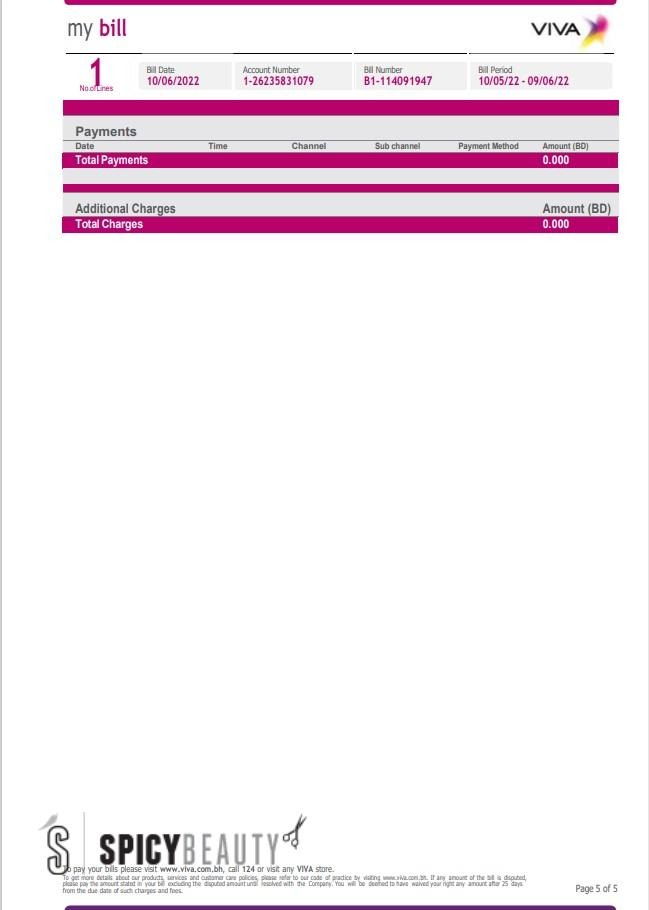 my bill
VIVA
1
No.ofLines
Bill Date
10/06/2022
Account Number
1-26235831079
Bill Number
B1-114091947
Bill Period
10/05/22 - 09/06/22
Payments
Date Time Channel Sub channel Payment Method Amount (BD)
Total Payments 0.000
Additional Charges Amount (BD)
Total Charges 0.000
S SPICYBEAUTY
To pay your bills please visit www.viva.com.bh, call 124 or visit any VIVA store.
To get more details about our products, services and customer care policies, please refer to our code of practice by visiting www.viva.com.bh. If any amount of the bill is disputed,
please pay the amount stated in your bill excluding the disputed amount until resolved with the Company. You will be deemed to have waived your right any amount after 25 days
from the due date of such charges and fees.
Page 5 of 5